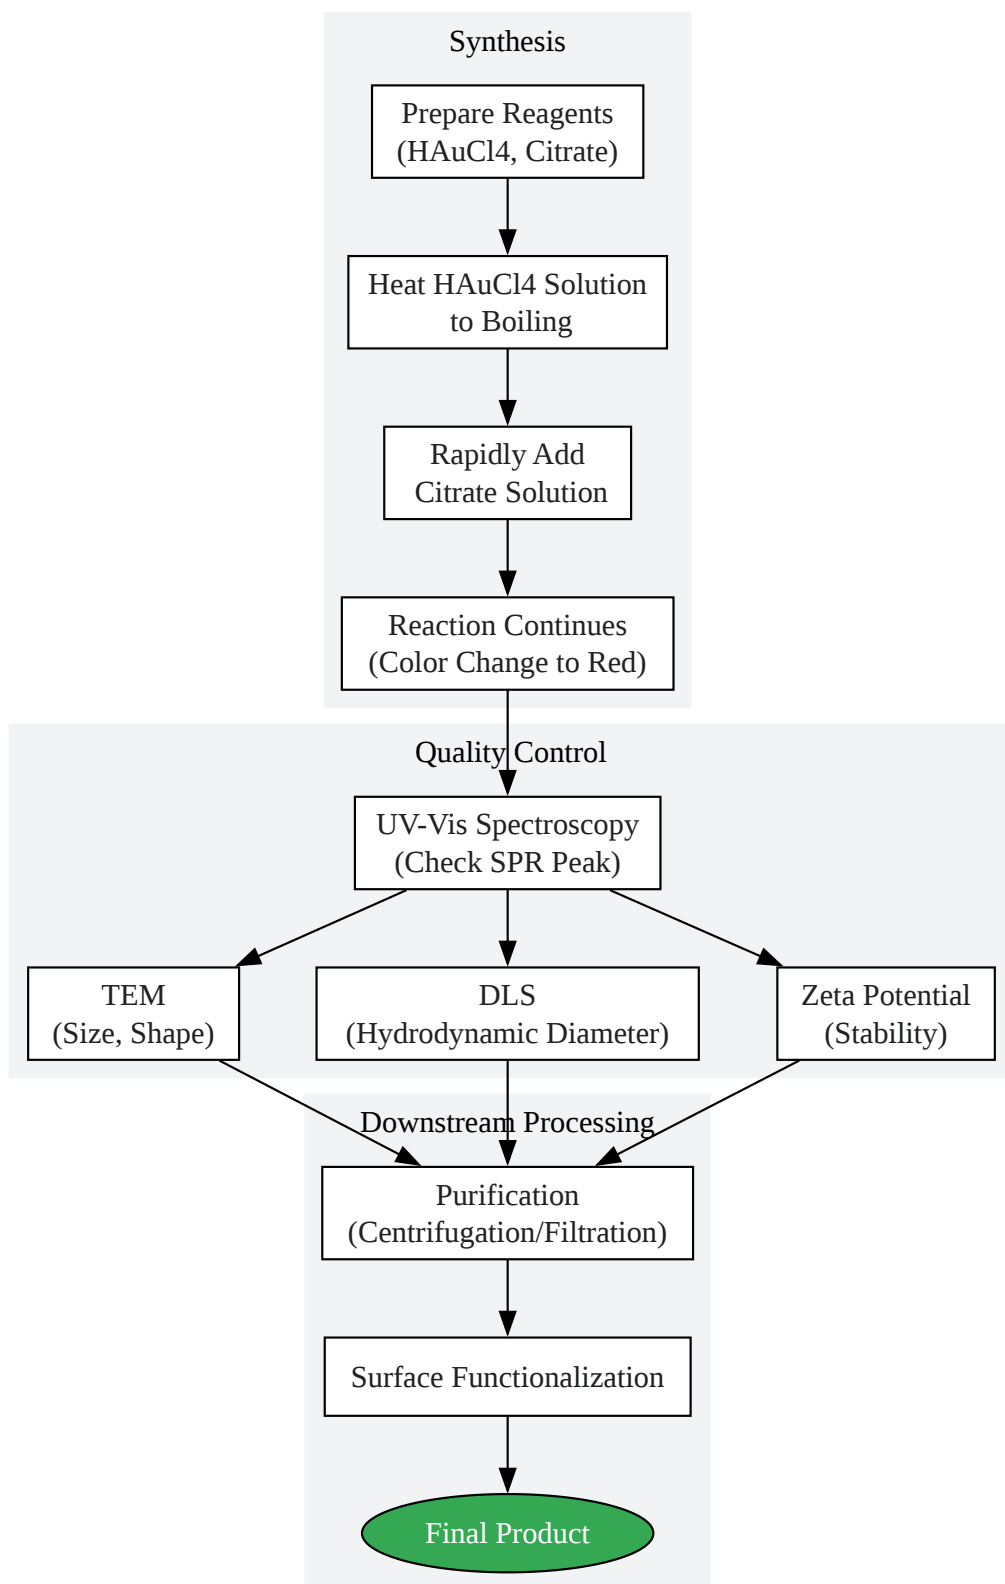 Synthesis
Prepare Reagents
(HAuCl4, Citrate)
Heat HAuCl4 Solution
to Boiling
Rapidly Add
Citrate Solution
Reaction Continues
(Color Change to Red)
Quality Control
UV-Vis Spectroscopy
(Check SPR Peak)
TEM
(Size, Shape)
DLS
(Hydrodynamic Diameter)
Zeta Potential
(Stability)
Downstream Processing
Purification
(Centrifugation/Filtration)
Surface Functionalization
Final Product